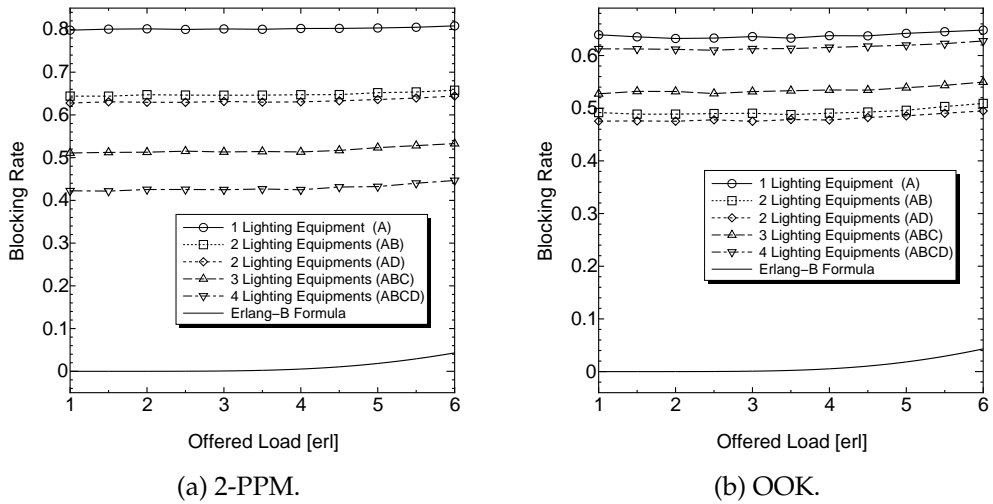 0.8
0.7
0.6
0.5
0.4
0.3
0.2
0.1
0
Blocking Rate
1 Lighting Equipment (A)
2 Lighting Equipments (AB)
2 Lighting Equipments (AD)
3 Lighting Equipments (ABC)
4 Lighting Equipments (ABCD)
Erlang−B Formula
1 2 3 4 5 6
Offered Load [erl]
(a) 2-PPM.
0.6
0.5
0.4
0.3
0.2
0.1
0
Blocking Rate
1 Lighting Equipment (A)
2 Lighting Equipments (AB)
2 Lighting Equipments (AD)
3 Lighting Equipments (ABC)
4 Lighting Equipments (ABCD)
Erlang−B Formula
1 2 3 4 5 6
Offered Load [erl]
(b) OOK.